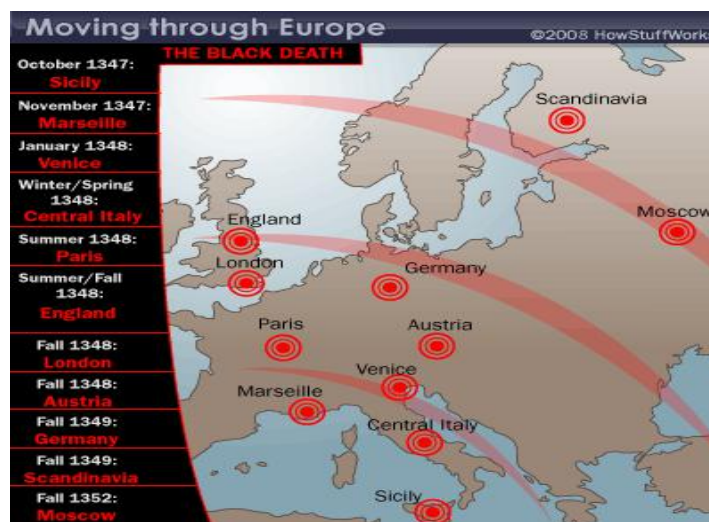 Moving through Europe
©2008 HowStuffWorks
THE BLACK DEATH
October 1347:
Sicily
November 1347:
Marseille
January 1348:
Venice
Winter/Spring
1348:
Central Italy
Summer 1348:
Paris
Summer/Fall
1348:
England
Fall 1348:
London
Fall 1348:
Austria
Fall 1349:
Germany
Fall 1349:
Scandinavia
Fall 1352:
Moscow
Scandinavia
Moscow
England
London
Germany
Paris
Austria
Venice
Marseille
Central Italy
Sicily